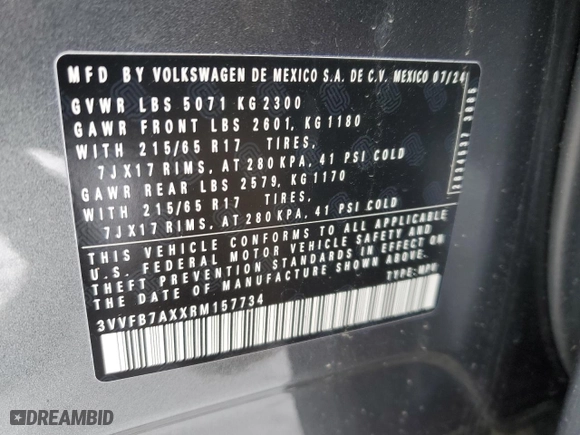 MFD BY VOLKSWAGEN DE MEXICO S.A. DE C.V. MEXICO 07/24
GVWR LBS 5071 KG 2300
GAWR FRONT LBS 2601, KG 1180
WITH 215/65 R17 TIRES,
7JX17 RIMS, AT 280 KPA, 41 PSI COLD
GAWR REAR LBS 2579, KG 1170
WITH 215/65 R17 TIRES,
7JX17 RIMS, AT 280 KPA, 41 PSI COLD
THIS VEHICLE CONFORMS TO ALL APPLICABLE
U.S. FEDERAL MOTOR VEHICLE SAFETY AND
THEFT PREVENTION STANDARDS IN EFFECT ON
THE DATE OF MANUFACTURE SHOWN ABOVE.
3VVFB7AXXRM157734
TYPE: MPV
DREAMBID